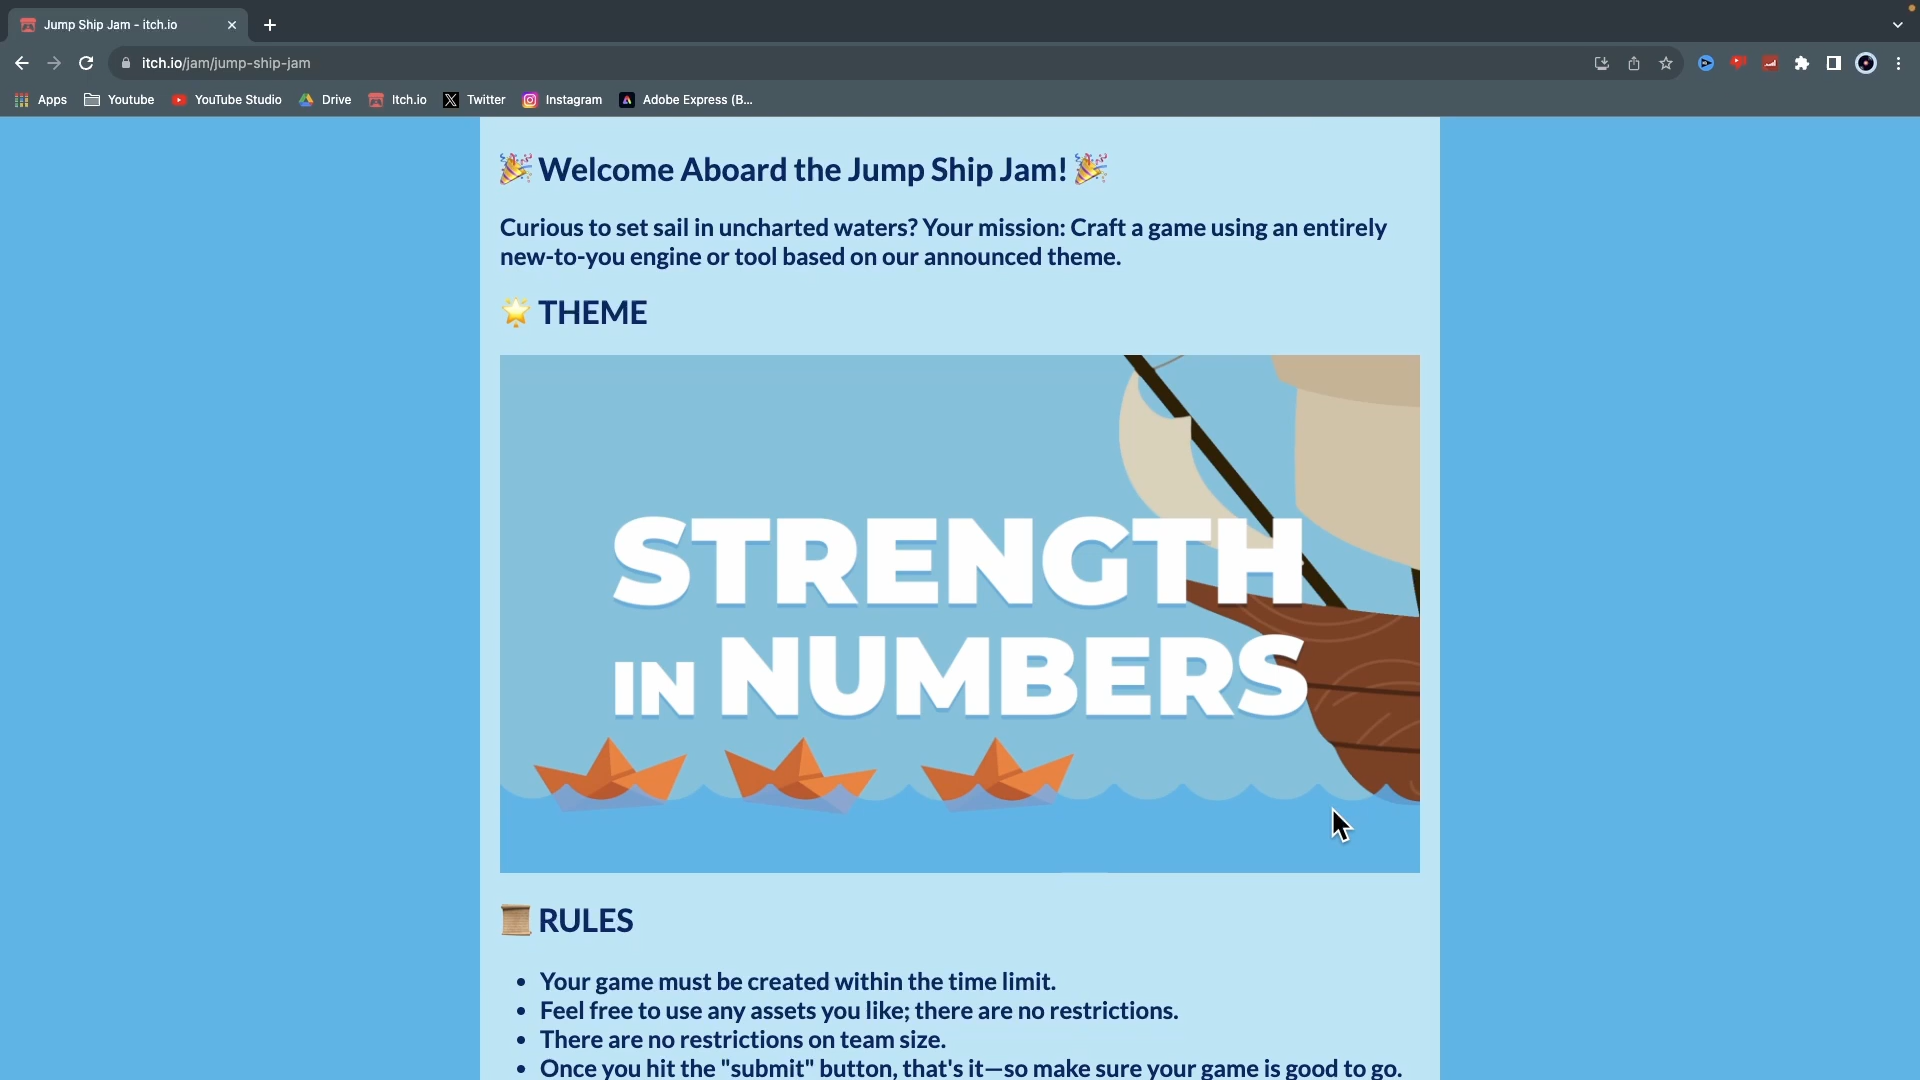 Jump Ship Jam - itch.io
itch.io/jam/jump-ship-jam
Apps Youtube YouTube Studio Drive Itch.io Twitter Instagram Adobe Express (B...
🎉 Welcome Aboard the Jump Ship Jam! 🎉
Curious to set sail in uncharted waters? Your mission: Craft a game using an entirely
new-to-you engine or tool based on our announced theme.
🌟 THEME
STRENGTH
IN NUMBERS
📜 RULES
• Your game must be created within the time limit.
• Feel free to use any assets you like; there are no restrictions.
• There are no restrictions on team size.
• Once you hit the "submit" button, that's it—so make sure your game is good to go.